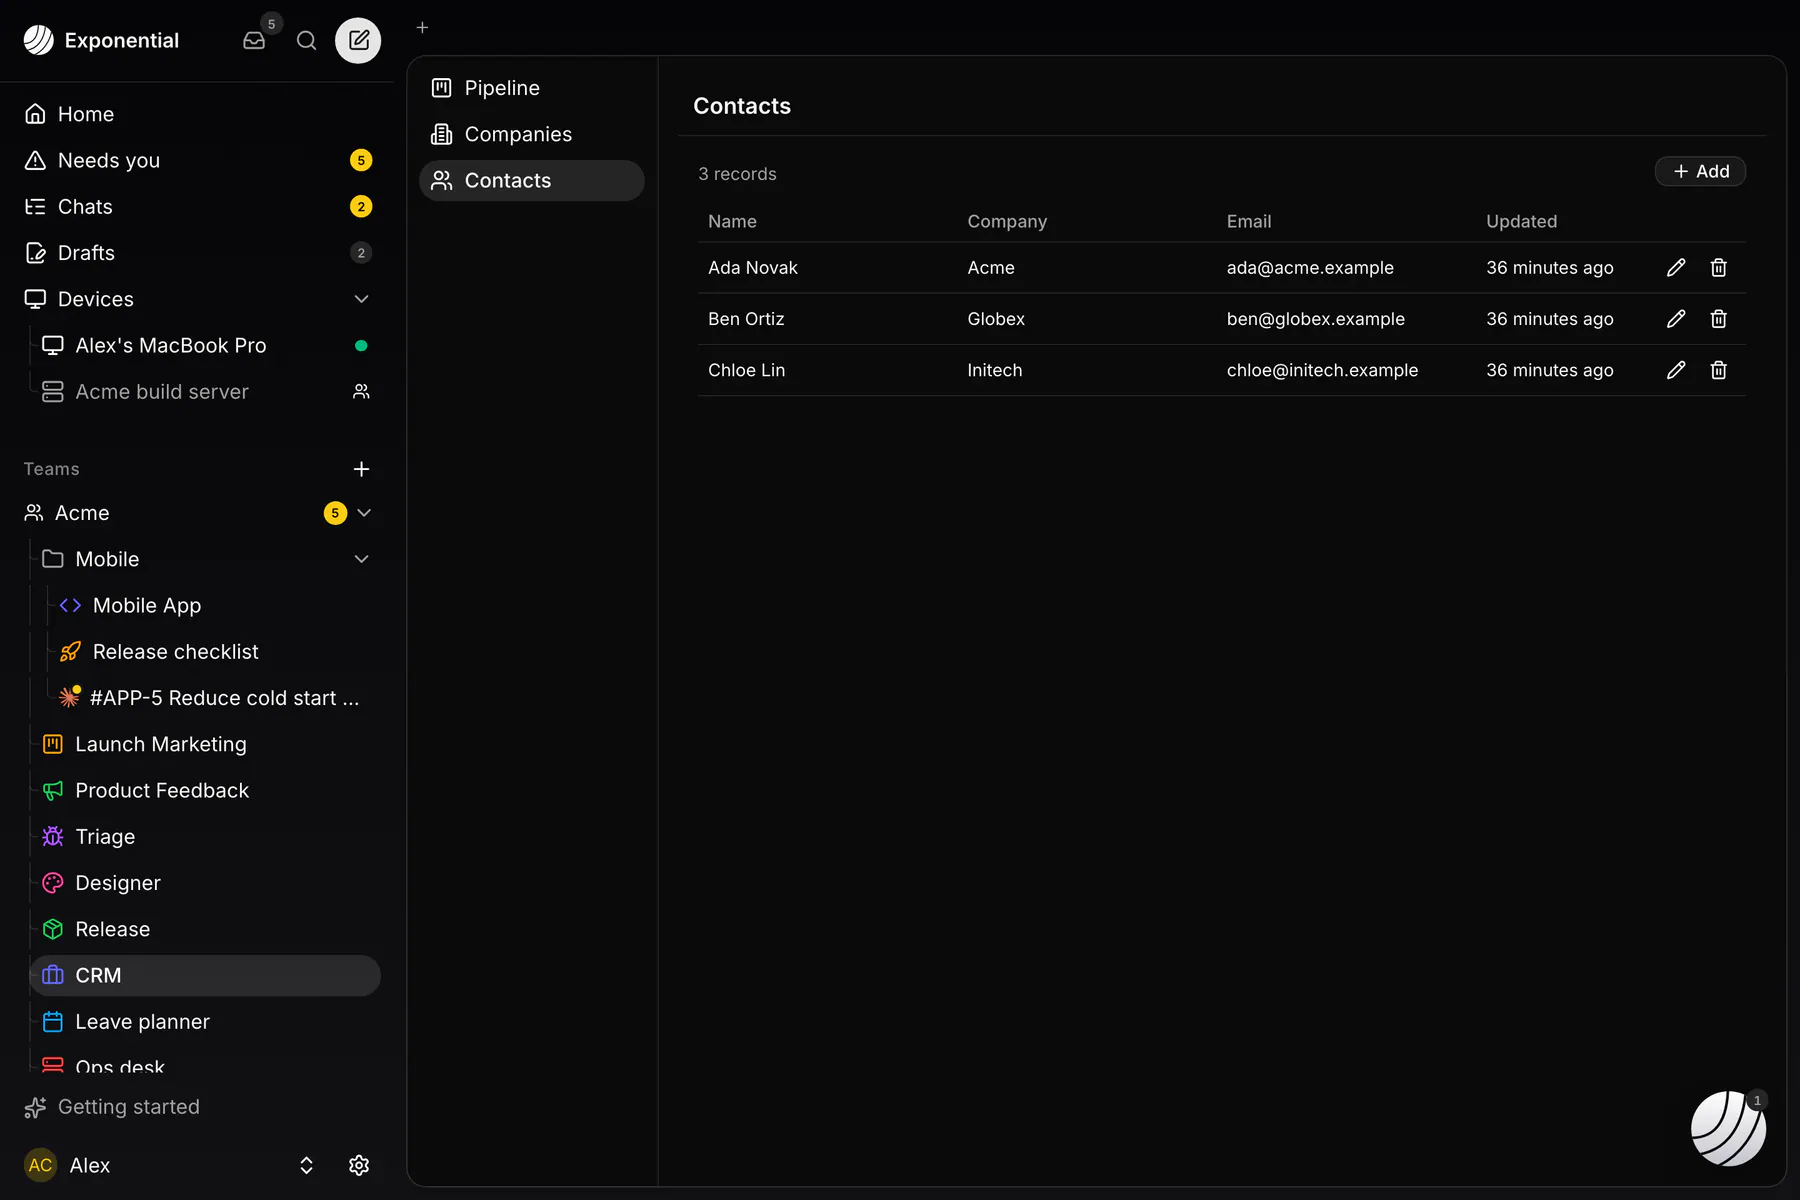 Exponential
5
Home
Needs you
5
Chats
2
Drafts
2
Devices
Alex's MacBook Pro
Acme build server
Teams
Acme
5
Mobile
Mobile App
Release checklist
#APP-5 Reduce cold start ...
Launch Marketing
Product Feedback
Triage
Designer
Release
CRM
Leave planner
Ops desk
Getting started
AC
Alex
Pipeline
Companies
Contacts
Contacts
3 records
Add
Name Company Email Updated
Ada Novak Acme ada@acme.example 36 minutes ago
Ben Ortiz Globex ben@globex.example 36 minutes ago
Chloe Lin Initech chloe@initech.example 36 minutes ago
1